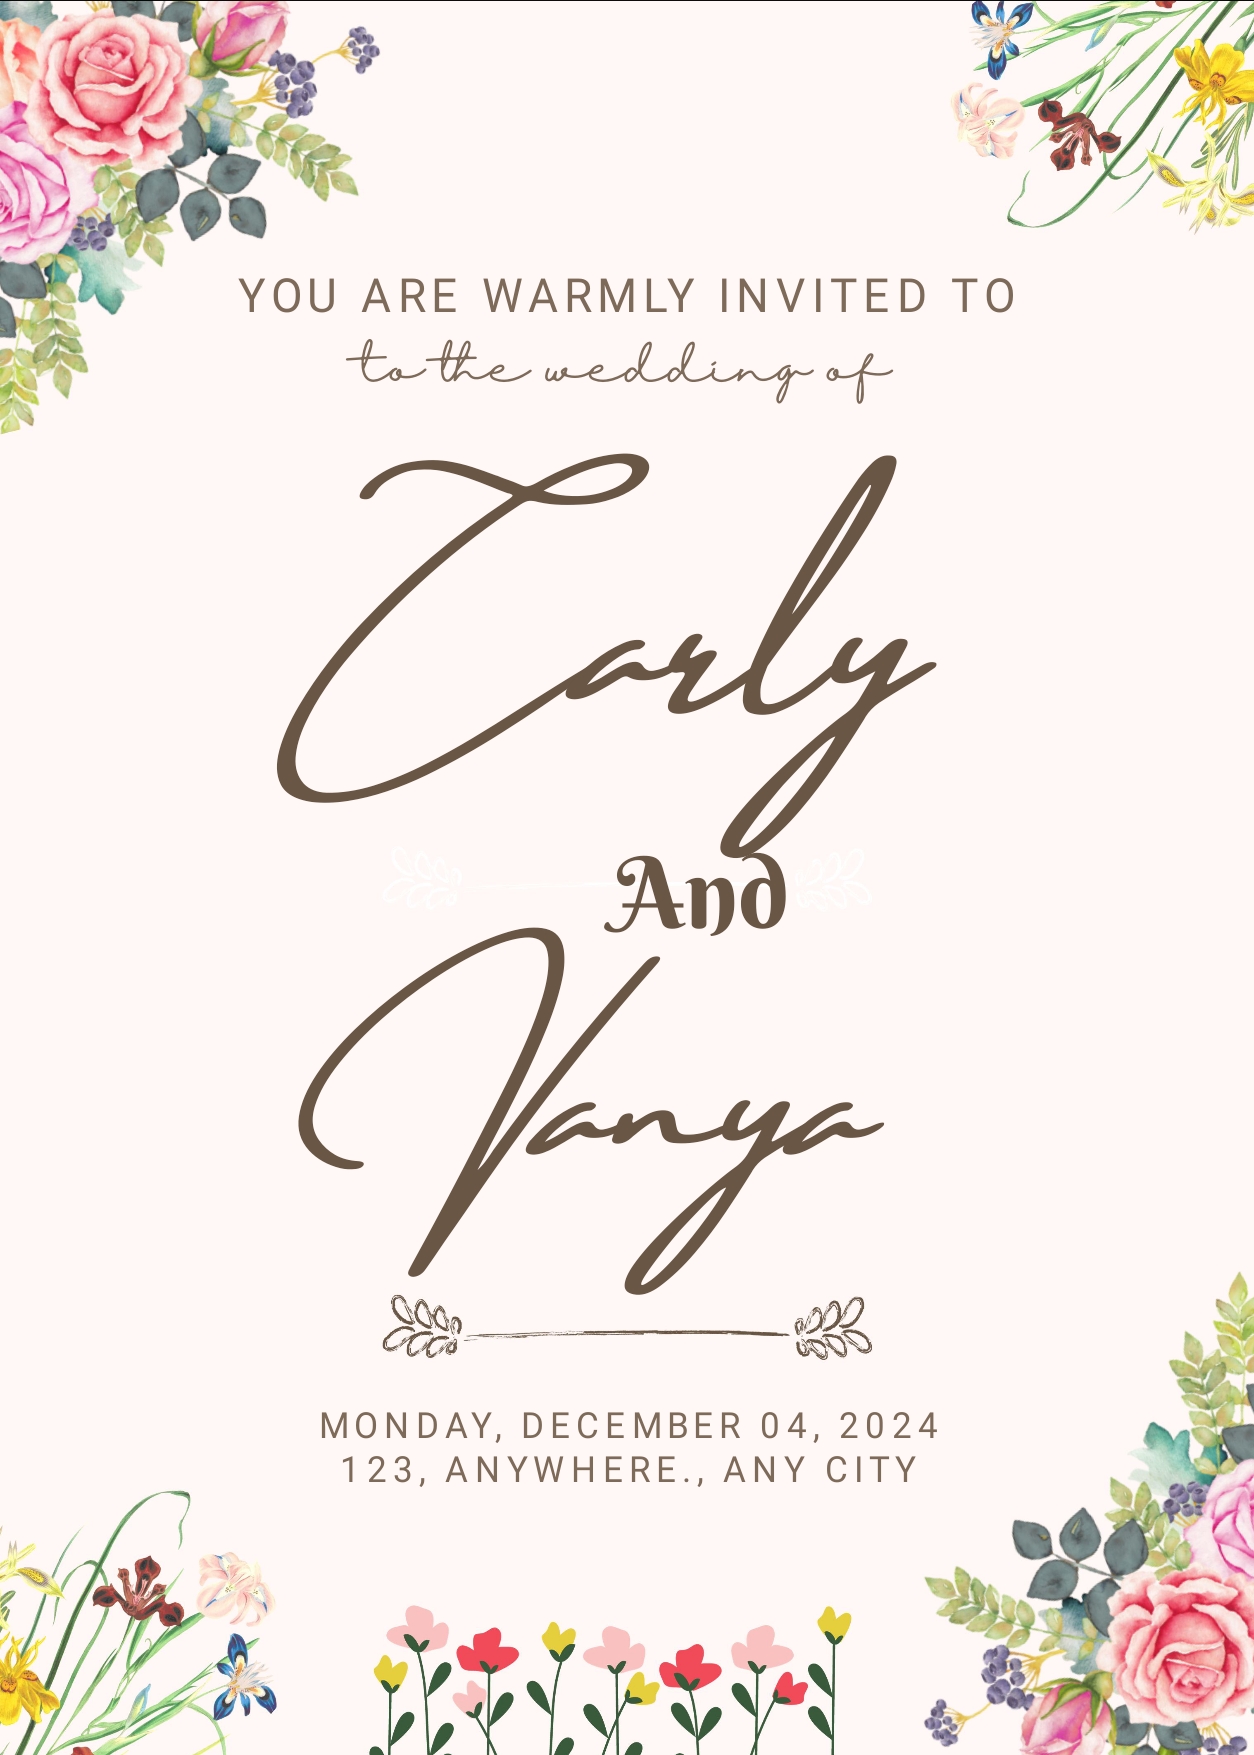 YOU ARE WARMLY INVITED TO
to the wedding of
Carly
And
Vanya
MONDAY, DECEMBER 04, 2024
123, ANYWHERE., ANY CITY